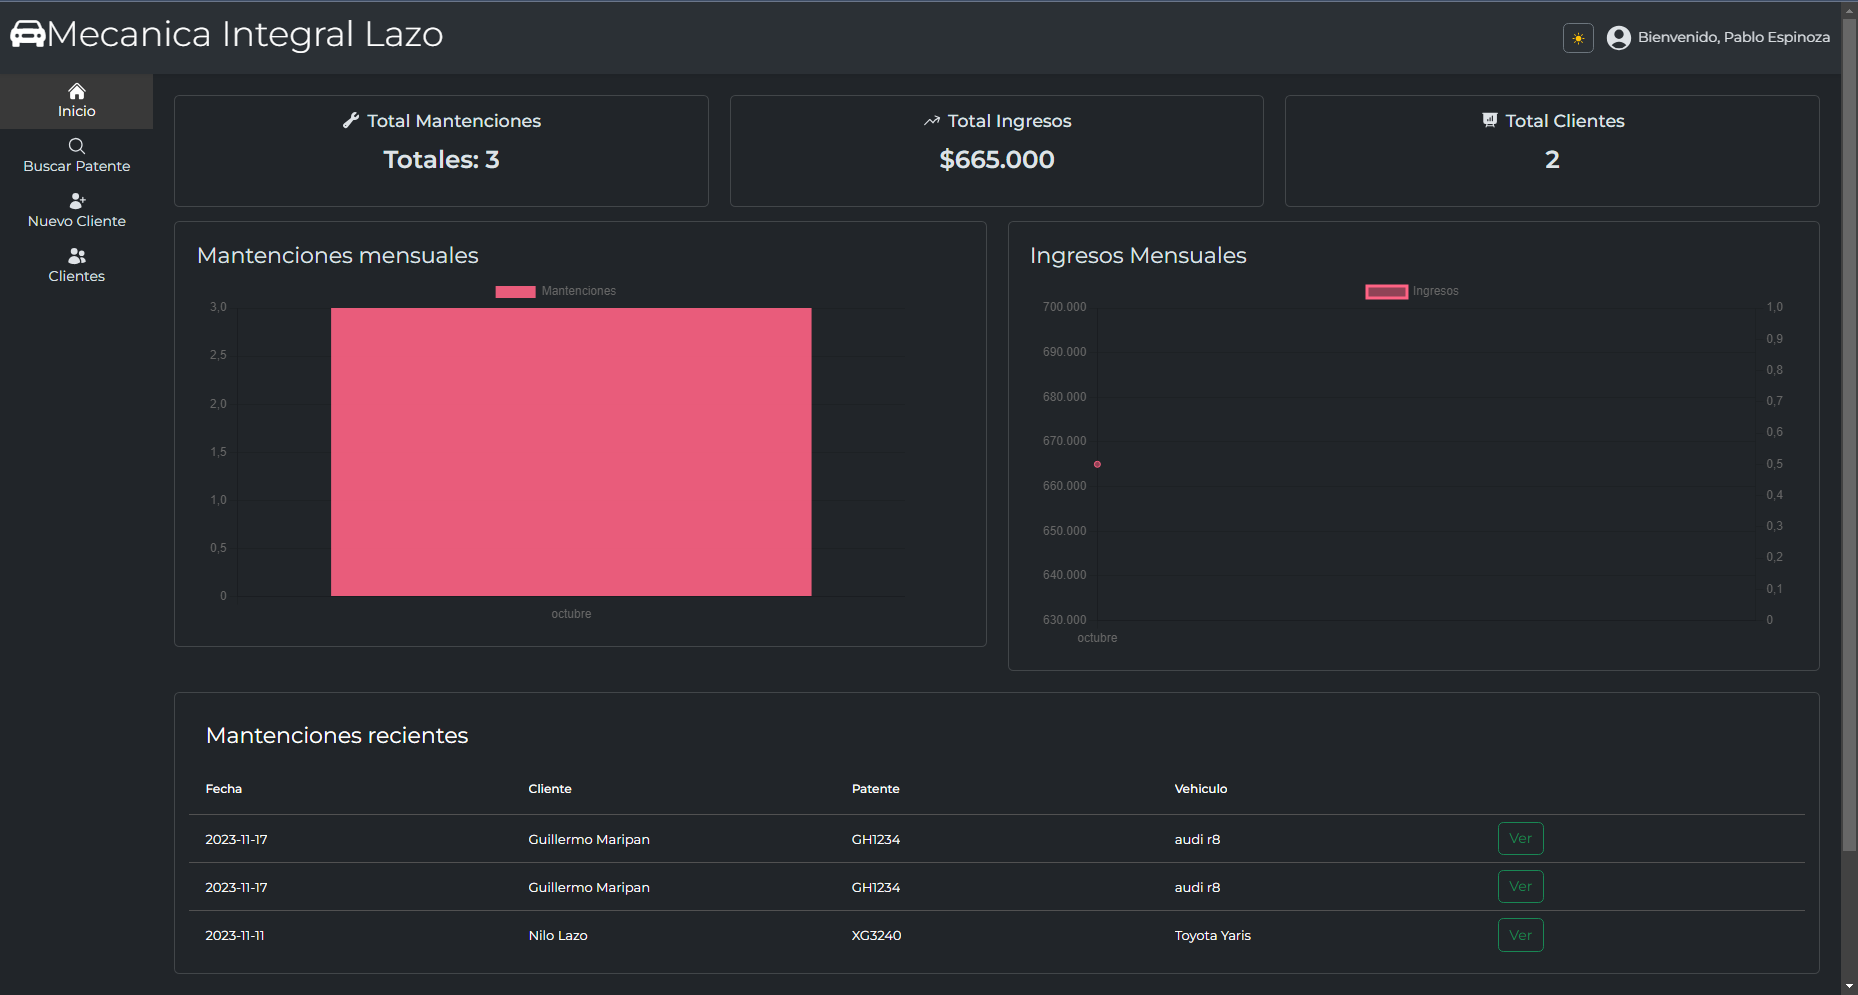 Mecanica Integral Lazo
Bienvenido, Pablo Espinoza
Inicio
Buscar Patente
Nuevo Cliente
Clientes
Total Mantenciones
Totales: 3
Total Ingresos
$665.000
Total Clientes
2
Mantenciones mensuales
Mantenciones
3,0
2,5
2,0
1,5
1,0
0,5
0
octubre
Ingresos Mensuales
Ingresos
700.000
690.000
680.000
670.000
660.000
650.000
640.000
630.000
octubre
1,0
0,9
0,8
0,7
0,6
0,5
0,4
0,3
0,2
0,1
0
Mantenciones recientes
Fecha Cliente Patente Vehiculo
2023-11-17 Guillermo Maripan GH1234 audi r8 Ver
2023-11-17 Guillermo Maripan GH1234 audi r8 Ver
2023-11-11 Nilo Lazo XG3240 Toyota Yaris Ver